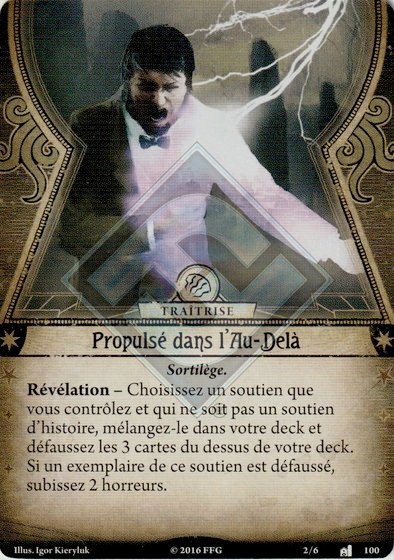 TRAÎTRISE
Propulsé dans l'Au-Delà
Sortilège.
Révélation – Choisissez un soutien que
vous contrôlez et qui ne soit pas un soutien
d'histoire, mélangez-le dans votre deck et
défaussez les 3 cartes du dessus de votre deck.
Si un exemplaire de ce soutien est défaussé,
subissez 2 horreurs.
Illus. Igor Kieryluk © 2016 FFG 2/6 100